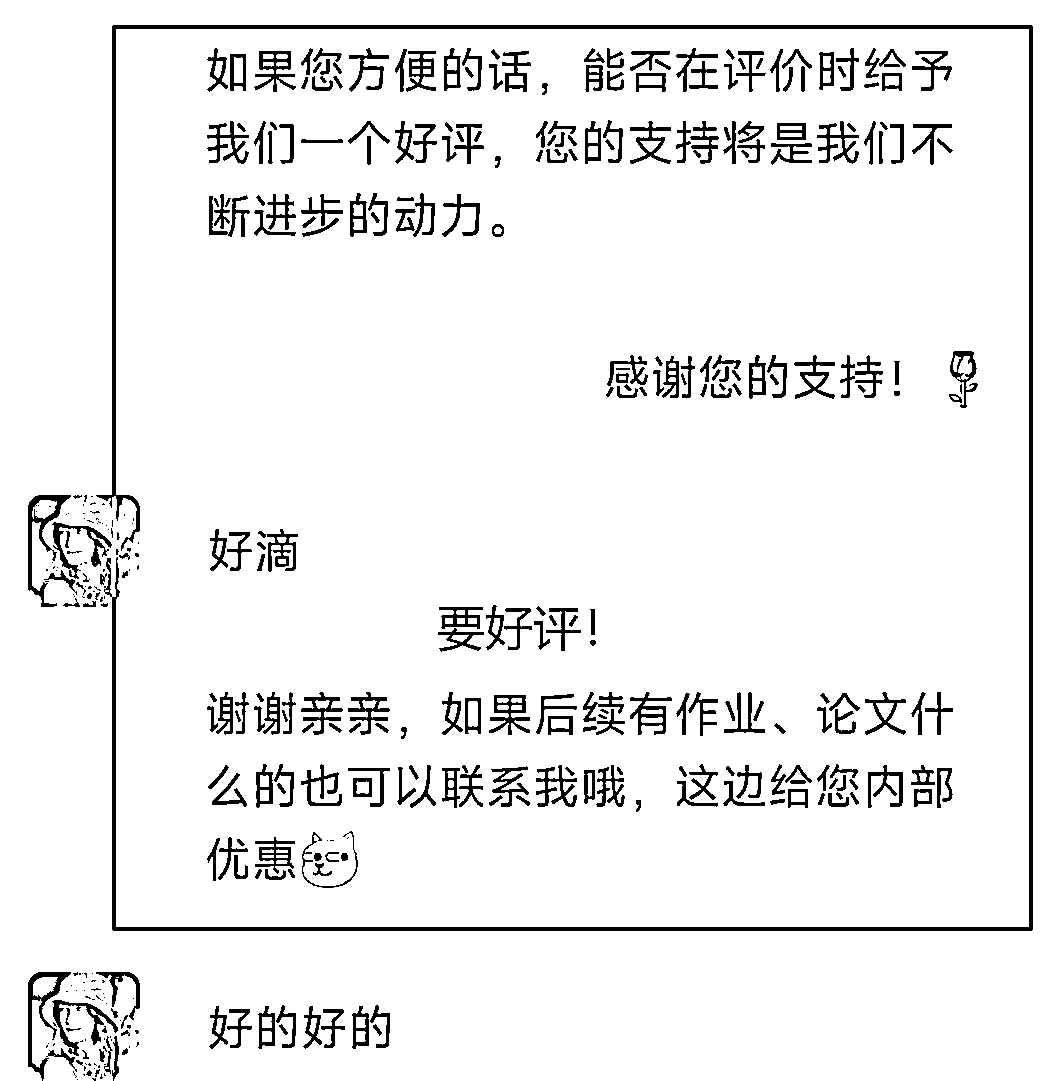 如果您方便的话，能否在评价时给予
我们一个好评，您的支持将是我们不
断进步的动力。
感谢您的支持！
好滴
要好评！
谢谢亲亲，如果后续有作业、论文什
么的也可以联系我哦，这边给您内部
优惠
好的好的